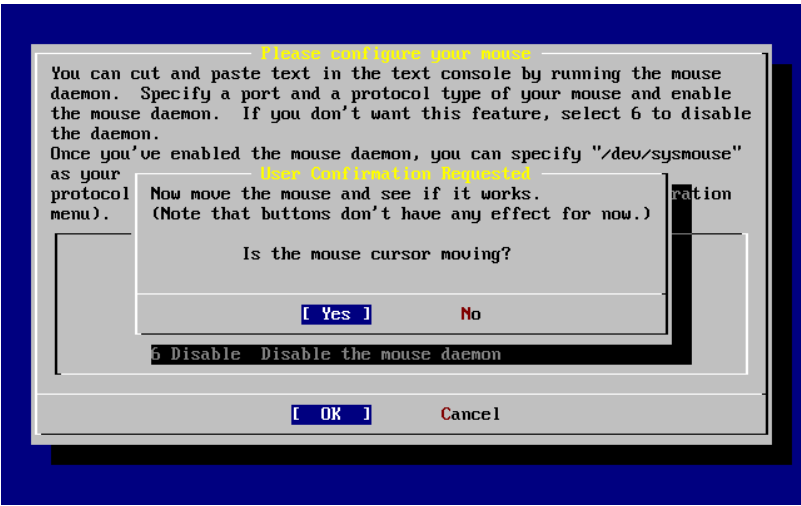 Please configure your mouse
You can cut and paste text in the text console by running the mouse
daemon.  Specify a port and a protocol type of your mouse and enable
the mouse daemon.  If you don't want this feature, select 6 to disable
the daemon.
Once you've enabled the mouse daemon, you can specify "/dev/sysmouse"
as your
User Confirmation Requested
protocol
ration
menu).
Now move the mouse and see if it works.
(Note that buttons don't have any effect for now.)
Is the mouse cursor moving?
[ Yes ]    No
6 Disable  Disable the mouse daemon
[  OK  ]    Cancel